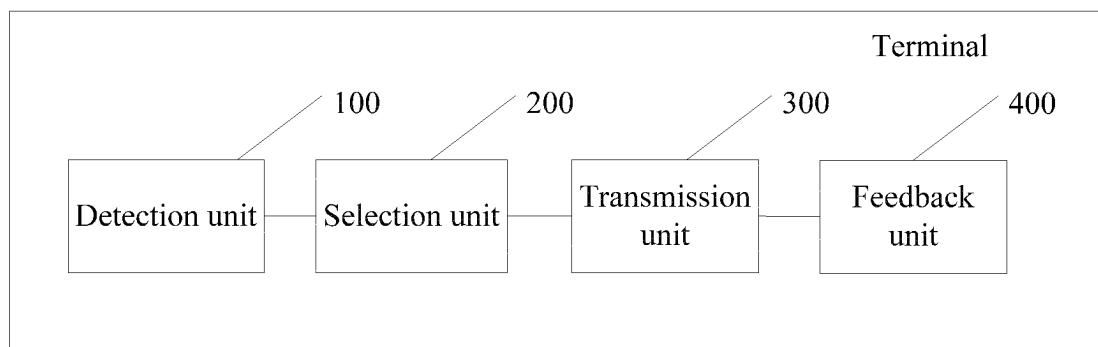 Terminal
100
200
300
400
Detection unit
Selection unit
Transmission
unit
Feedback
unit